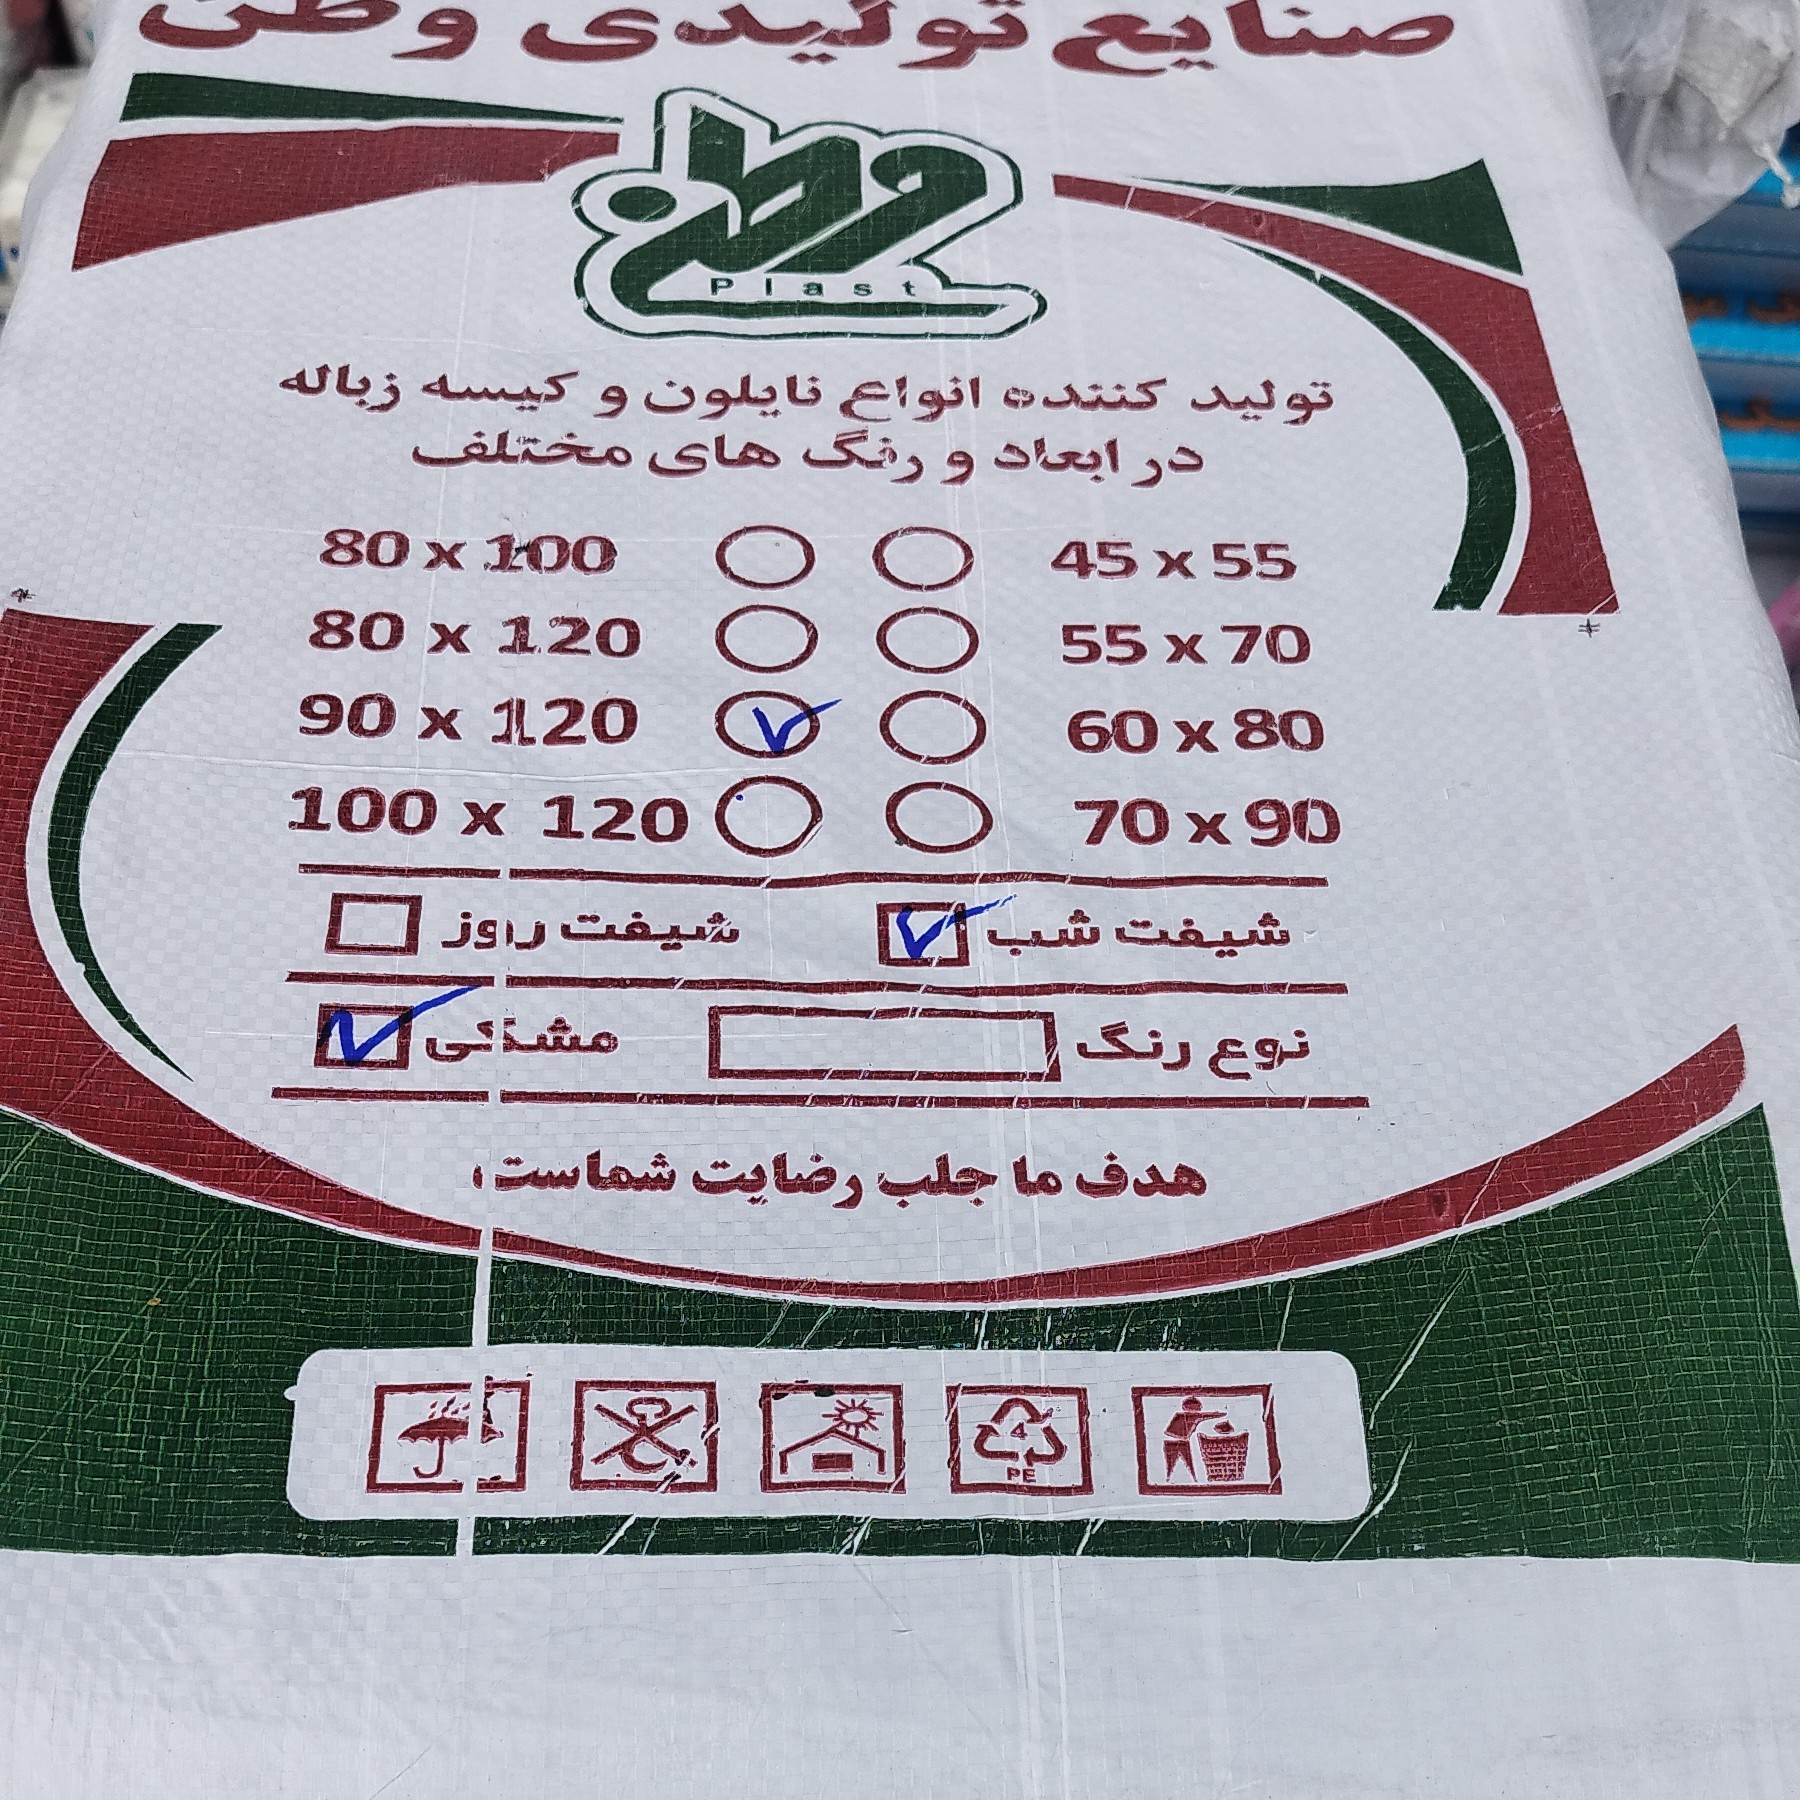 صنایع تولیدی وطن
وطن
Plast
تولید کننده انواع نایلون و کیسه زباله
در ابعاد و رنگ های مختلف
45 x 55 80 x 100
55 x 70 80 x 120
60 x 80 90 x 120
70 x 90 100 x 120
شیفت شب شیفت روز
نوع رنگ مشکی
هدف ما جلب رضایت شماست
4
PE